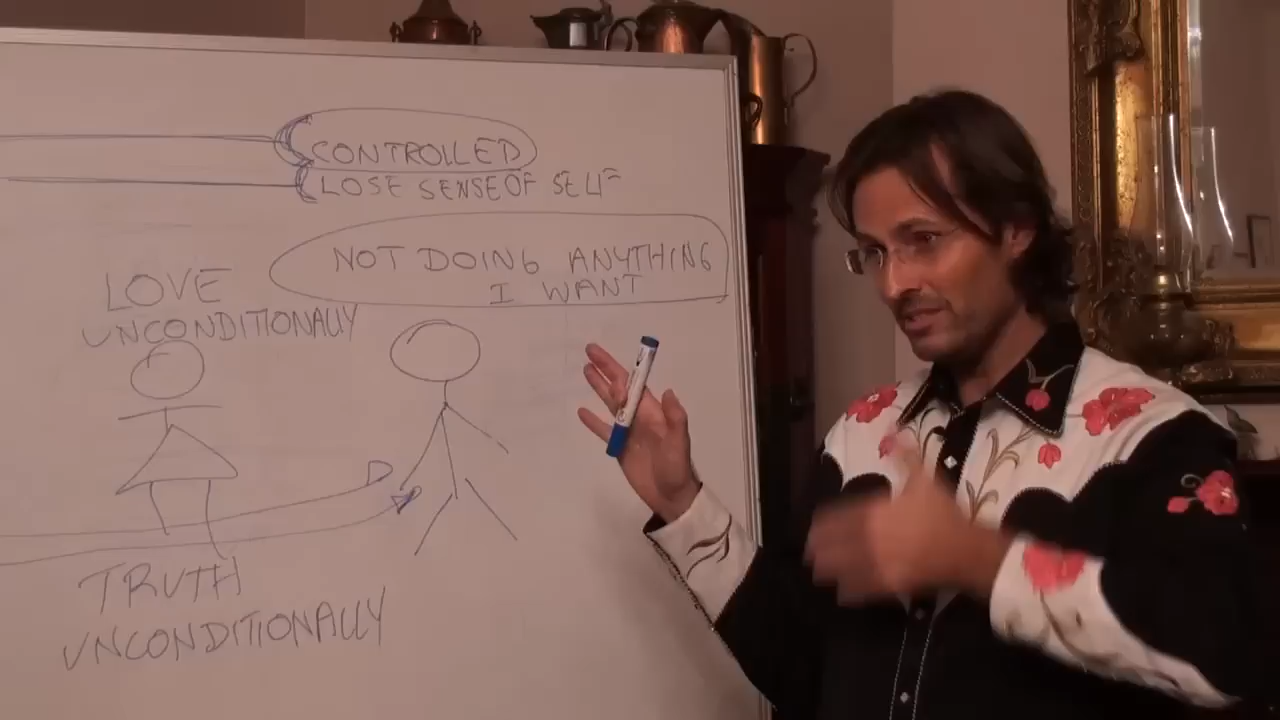 CONTROLLED
LOSE SENSE OF SELF
NOT DOING ANYTHING
I WANT
LOVE
UNCONDITIONALLY
TRUTH
UNCONDITIONALLY